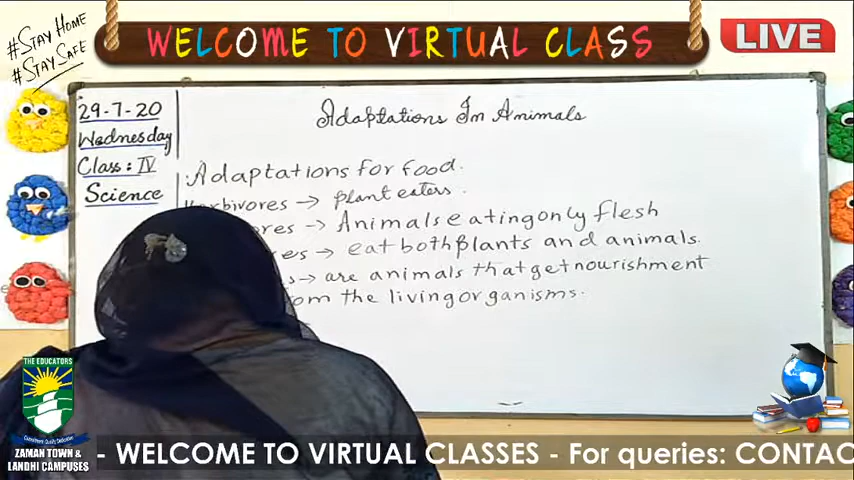 #STAY HOME
#STAY SAFE
WELCOME TO VIRTUAL CLASS
LIVE
29-7-20
Wednesday
Class: IV
Science
Adaptations In Animals
Adaptations for food.
Herbivores → plant eaters.
ores → Animals eating only flesh
res → eat both plants and animals.
s → are animals that get nourishment
om the living organisms.
THE EDUCATORS
ZAMAN TOWN &
LANDHI CAMPUSES
- WELCOME TO VIRTUAL CLASSES - For queries: CONTAC